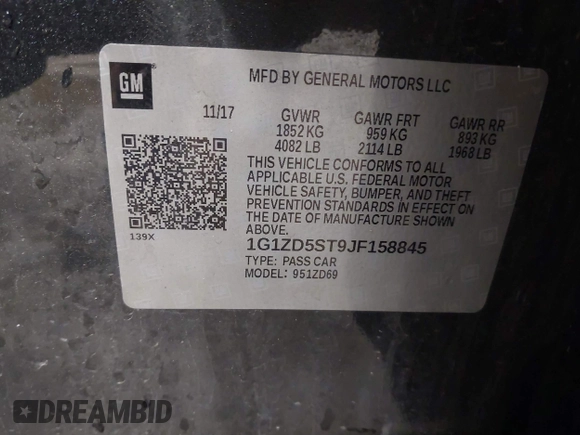 GM
MFD BY GENERAL MOTORS LLC
11/17 GVWR GAWR FRT GAWR RR
1852 KG 959 KG 893 KG
4082 LB 2114 LB 1968 LB
THIS VEHICLE CONFORMS TO ALL
APPLICABLE U.S. FEDERAL MOTOR
VEHICLE SAFETY, BUMPER, AND THEFT
PREVENTION STANDARDS IN EFFECT ON
THE DATE OF MANUFACTURE SHOWN
ABOVE.
139X
1G1ZD5ST9JF158845
TYPE: PASS CAR
MODEL: 951ZD69
DREAMBID